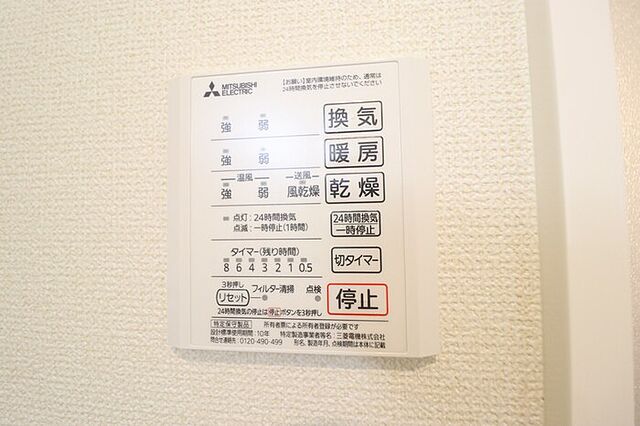 MITSUBISHI
ELECTRIC
【お願い】室内環境維持のため、通常は
24時間換気を停止させないでください
強 弱 換気
強 弱 暖房
温風 送風
強 弱 風乾燥 乾燥
点灯:24時間換気
点滅:一時停止(1時間)
24時間換気
一時停止
タイマー(残り時間)
8 6 4 3 2 1 0.5
切タイマー
3秒押し
リセット フィルター清掃 点検
停止
24時間換気の停止は停止ボタンを3秒押し
特定保守製品 所有者票による所有者登録が必要です
設計標準使用期間:10年 特定製造事業者等名:三菱電機株式会社
問合せ連絡先:0120-490-499 形名、製造年月、点検期間は本体に記載